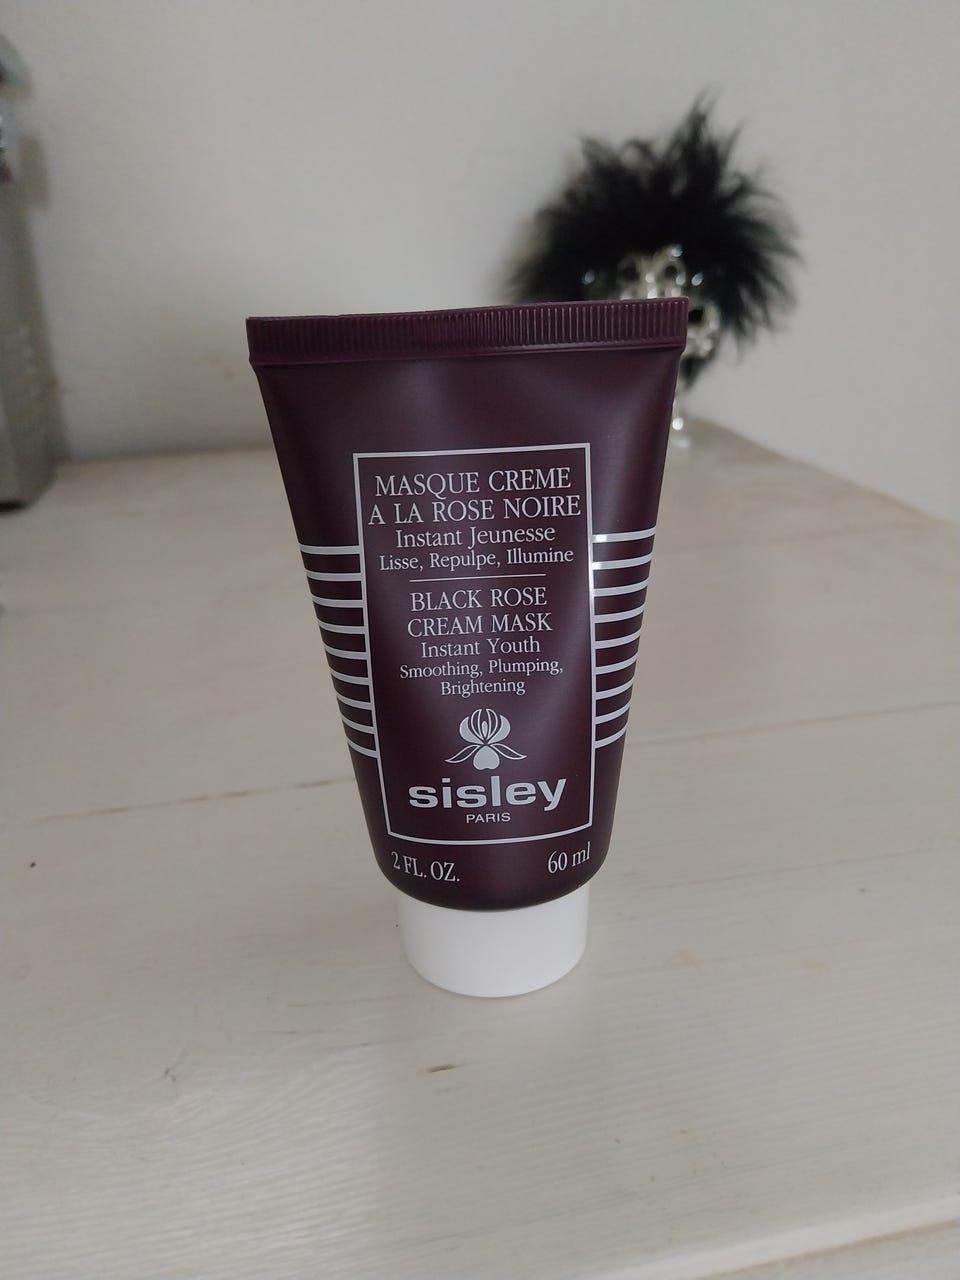 MASQUE CREME
A LA ROSE NOIRE
Instant Jeunesse
Lisse, Repulpe, Illumine
BLACK ROSE
CREAM MASK
Instant Youth
Smoothing, Plumping,
Brightening
sisley
PARIS
2 FL. OZ. 60 ml